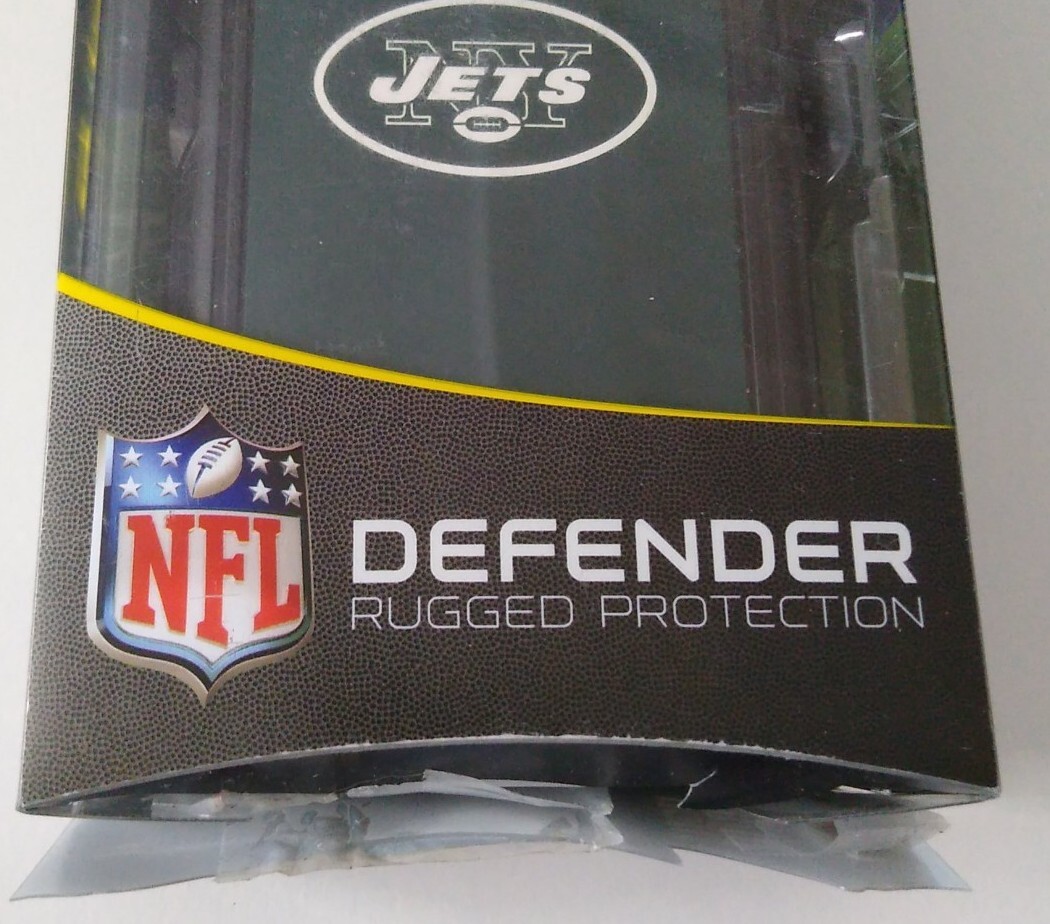 NY
JETS
NFL
DEFENDER
RUGGED PROTECTION